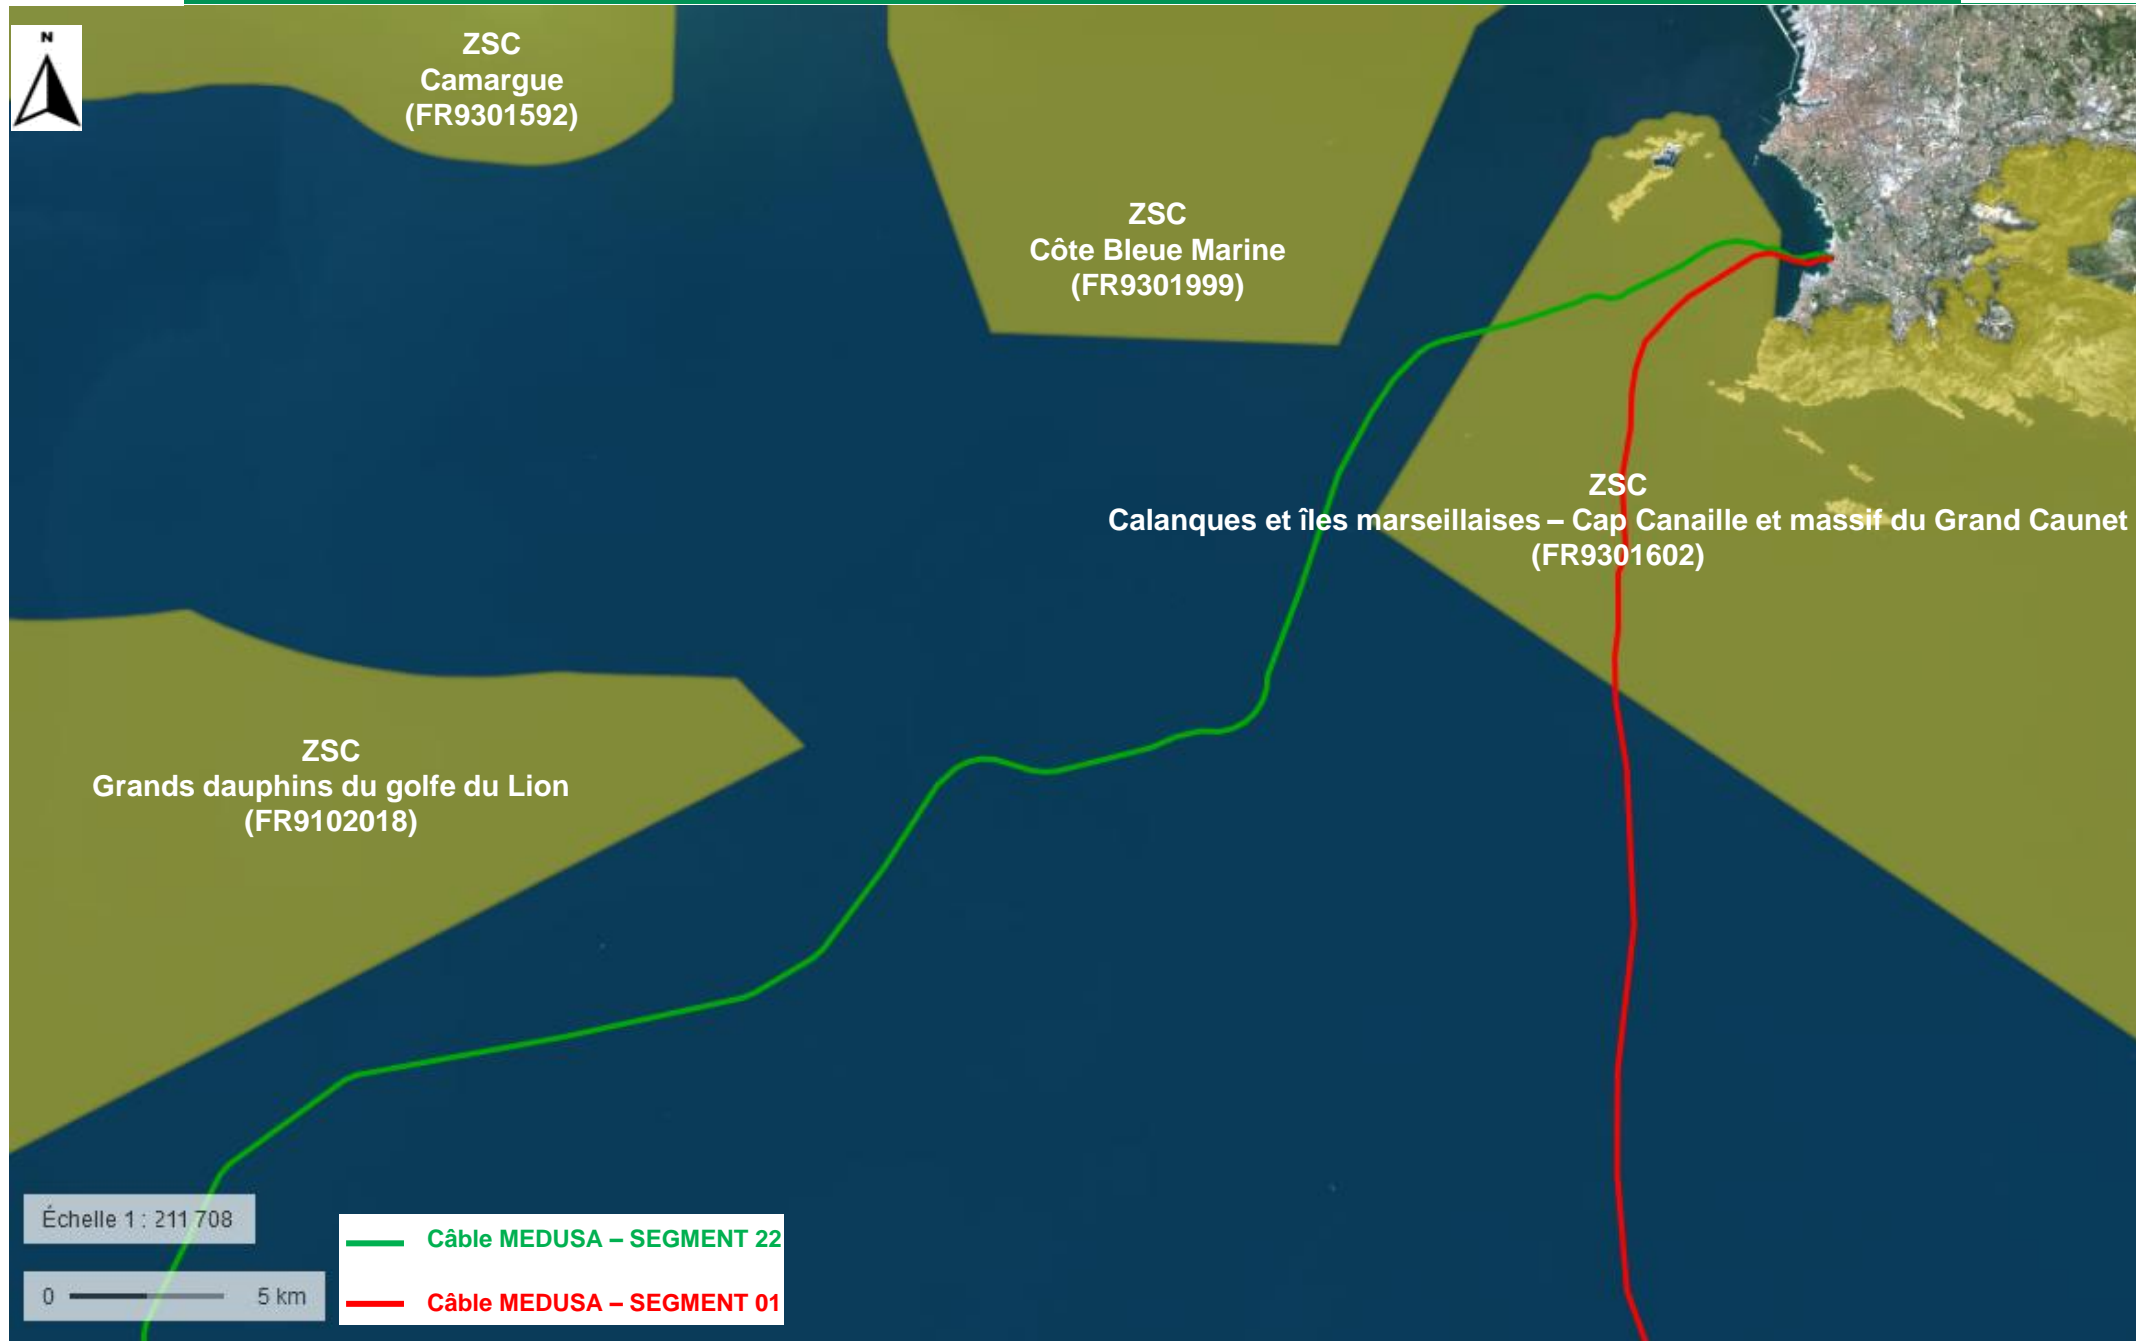 N
ZSC
Camargue
(FR9301592)
ZSC
Côte Bleue Marine
(FR9301999)
ZSC
Calanques et îles marseillaises – Cap Canaille et massif du Grand Caunet
(FR9301602)
ZSC
Grands dauphins du golfe du Lion
(FR9102018)
Échelle 1 : 211 708
0 5 km
Câble MEDUSA – SEGMENT 22
Câble MEDUSA – SEGMENT 01